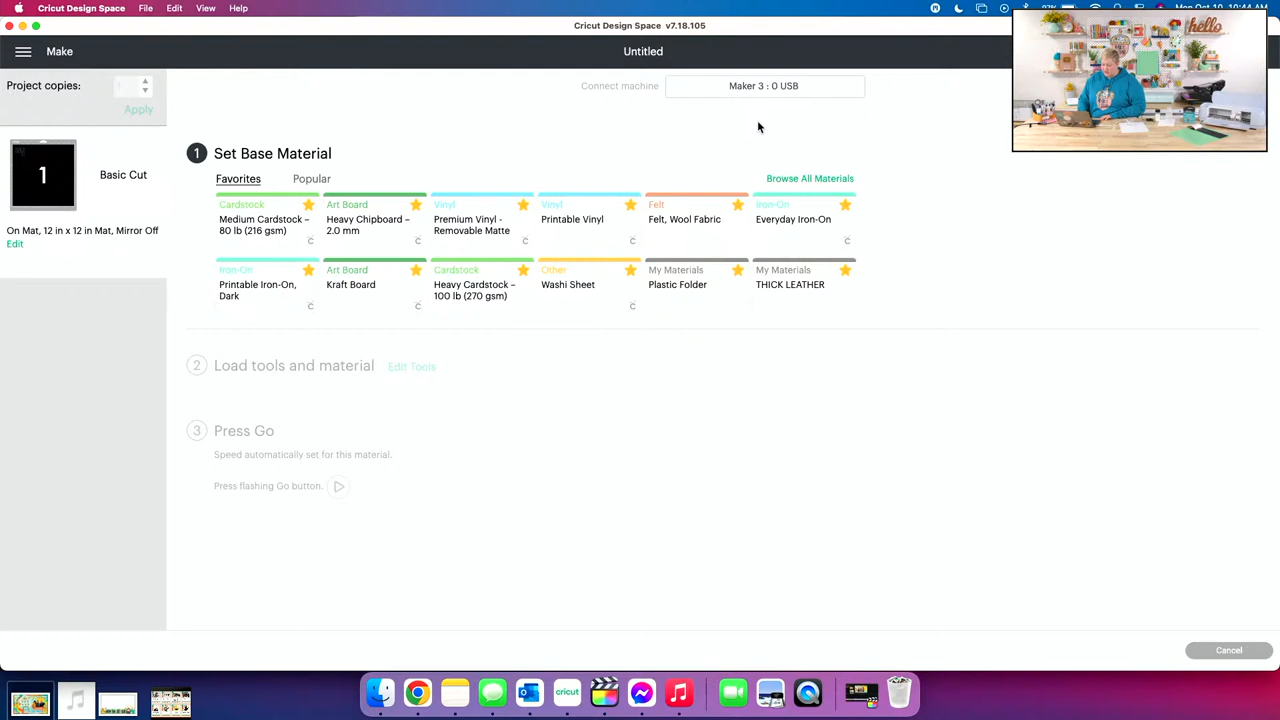 Cricut Design Space File Edit View Help
Cricut Design Space v7.18.105
Make
Untitled
hello
Project copies:
Apply
1
Basic Cut
On Mat, 12 in x 12 in Mat, Mirror Off
Edit
Connect machine
Maker 3 : 0 USB
1 Set Base Material
Favorites Popular Browse All Materials
Cardstock
Medium Cardstock –
80 lb (216 gsm)
C
Art Board
Heavy Chipboard –
2.0 mm
C
Vinyl
Premium Vinyl -
Removable Matte
C
Vinyl
Printable Vinyl
C
Felt
Felt, Wool Fabric
Iron-On
Everyday Iron-On
C
Iron-On
Printable Iron-On,
Dark
C
Art Board
Kraft Board
C
Cardstock
Heavy Cardstock –
100 lb (270 gsm)
Other
Washi Sheet
C
My Materials
Plastic Folder
My Materials
THICK LEATHER
2 Load tools and material Edit Tools
3 Press Go
Speed automatically set for this material.
Press flashing Go button.
Cancel
cricut